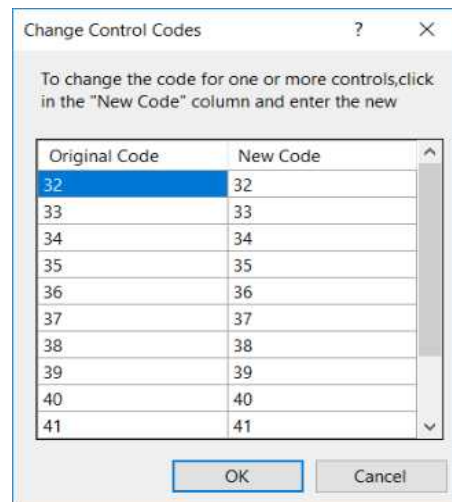 Change Control Codes ?
To change the code for one or more controls,click
in the "New Code" column and enter the new
Original Code New Code
32 32
33 33
34 34
35 35
36 36
37 37
38 38
39 39
40 40
41 41
OK Cancel